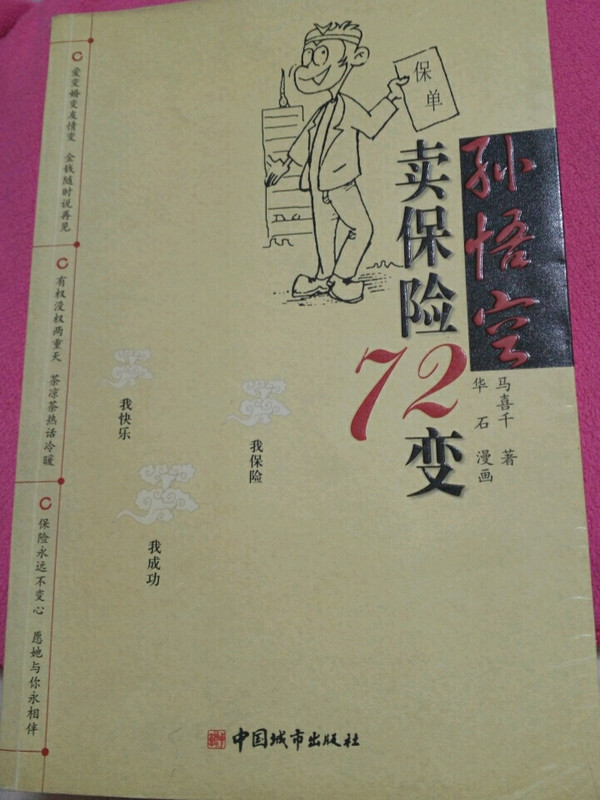 孙悟空
卖保险
72
变
马喜千 著
华石 漫画
保单
爱变婚变友情变 金钱随时说再见
有权没权两重天 茶凉茶热话冷暖
保险永远不变心 愿她与你永相伴
我快乐
我保险
我成功
中国城市出版社